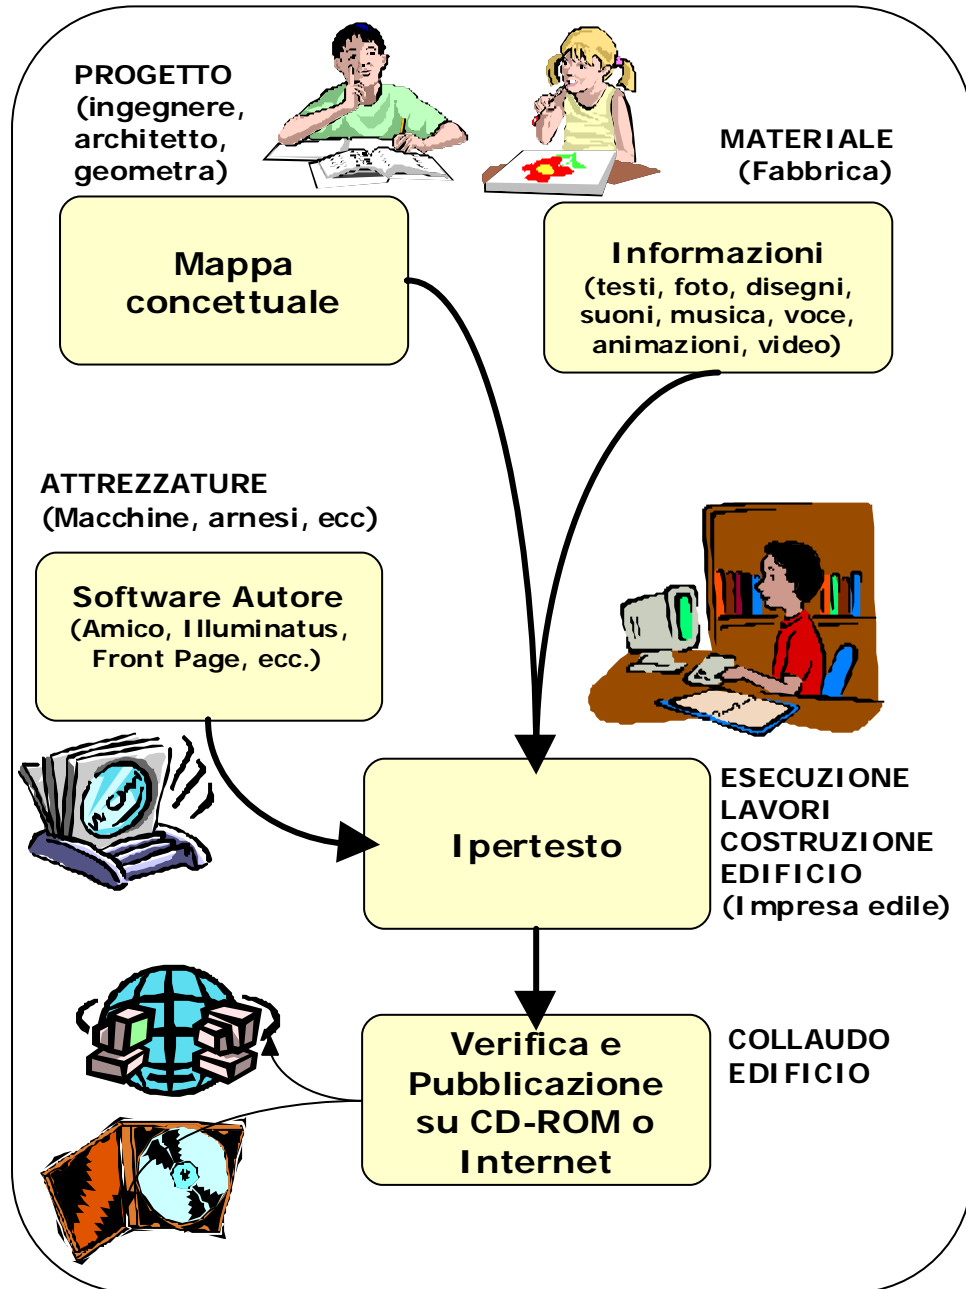 PROGETTO
(ingegnere,
architetto,
geometra)
MATERIALE
(Fabbrica)
Mappa
concettuale
Informazioni
(testi, foto, disegni,
suoni, musica, voce,
animazioni, video)
ATTREZZATURE
(Macchine, arnesi, ecc)
Software Autore
(Amico, Illuminatus,
Front Page, ecc.)
Ipertesto
ESECUZIONE
LAVORI
COSTRUZIONE
EDIFICIO
(Impresa edile)
Verifica e
Pubblicazione
su CD-ROM o
Internet
COLLAUDO
EDIFICIO